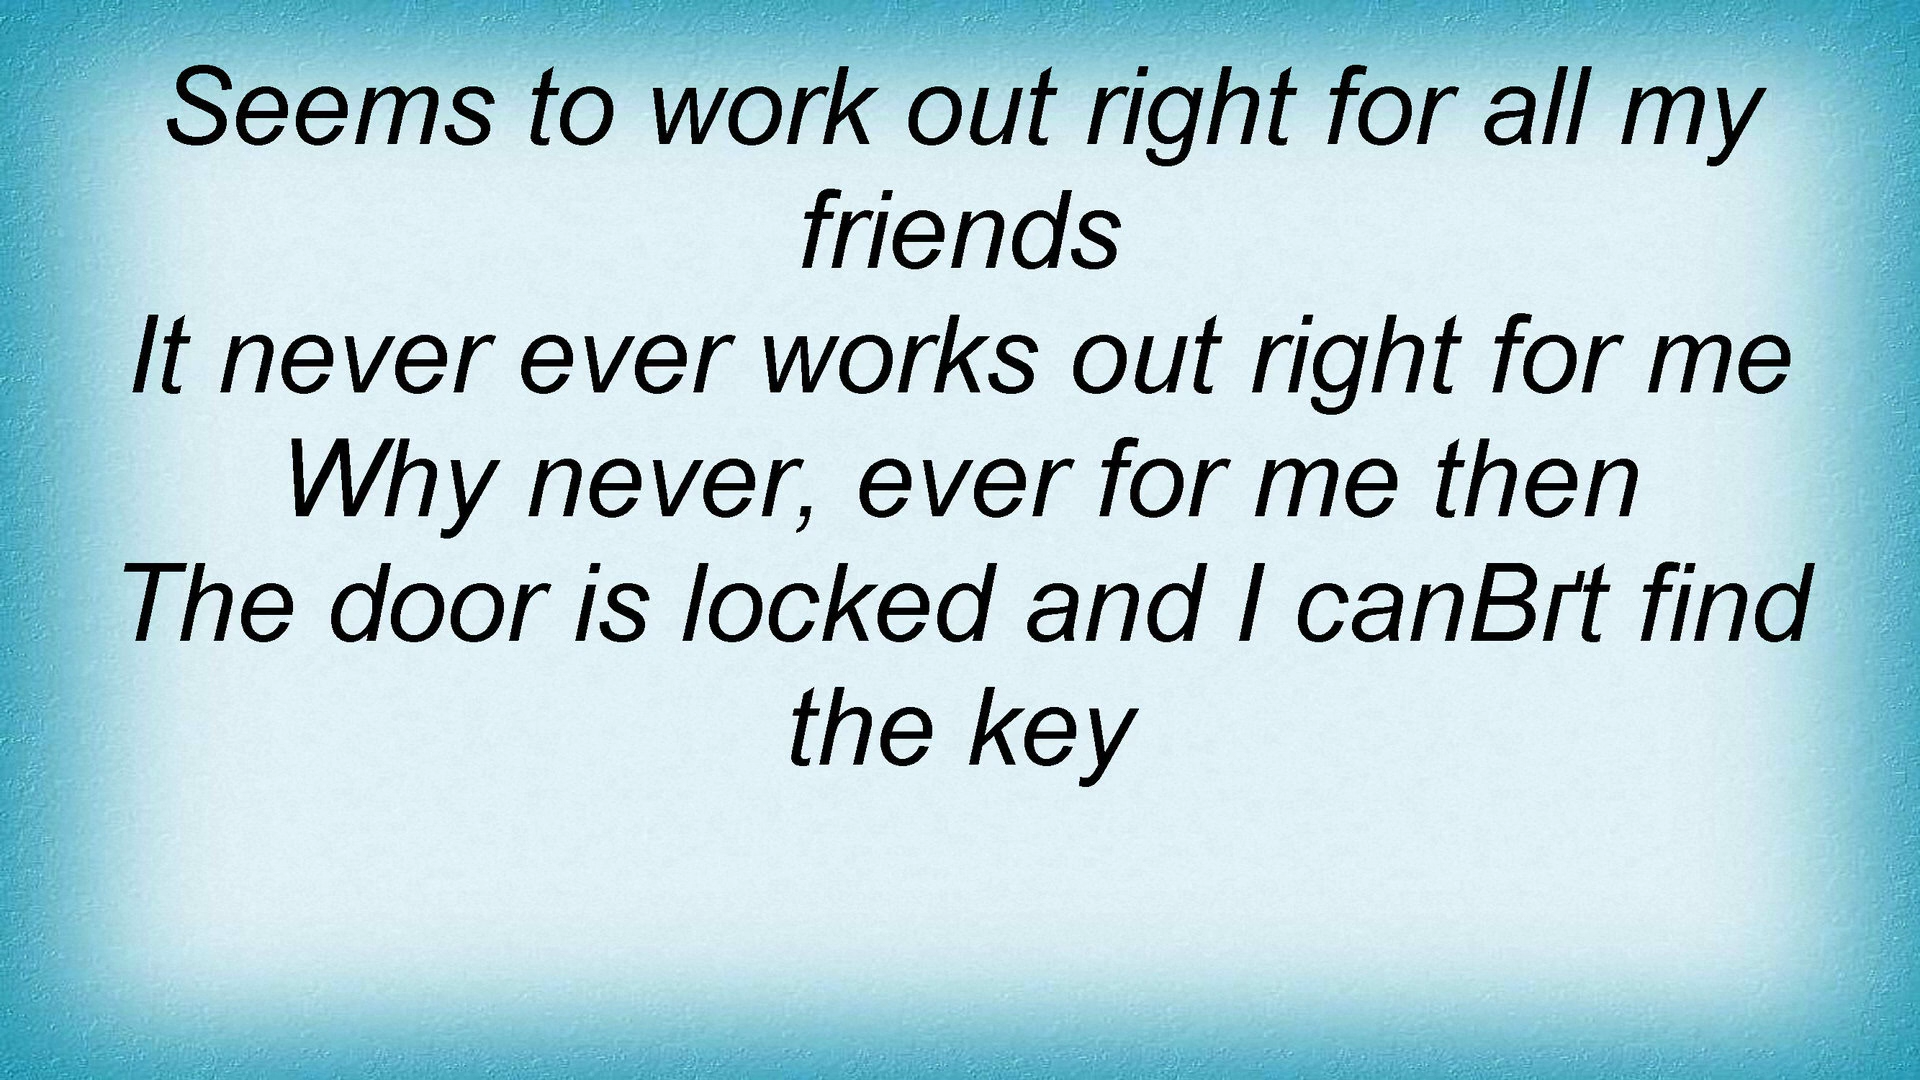 Seems to work out right for all my
friends
It never ever works out right for me
Why never, ever for me then
The door is locked and I canВґt find
the key